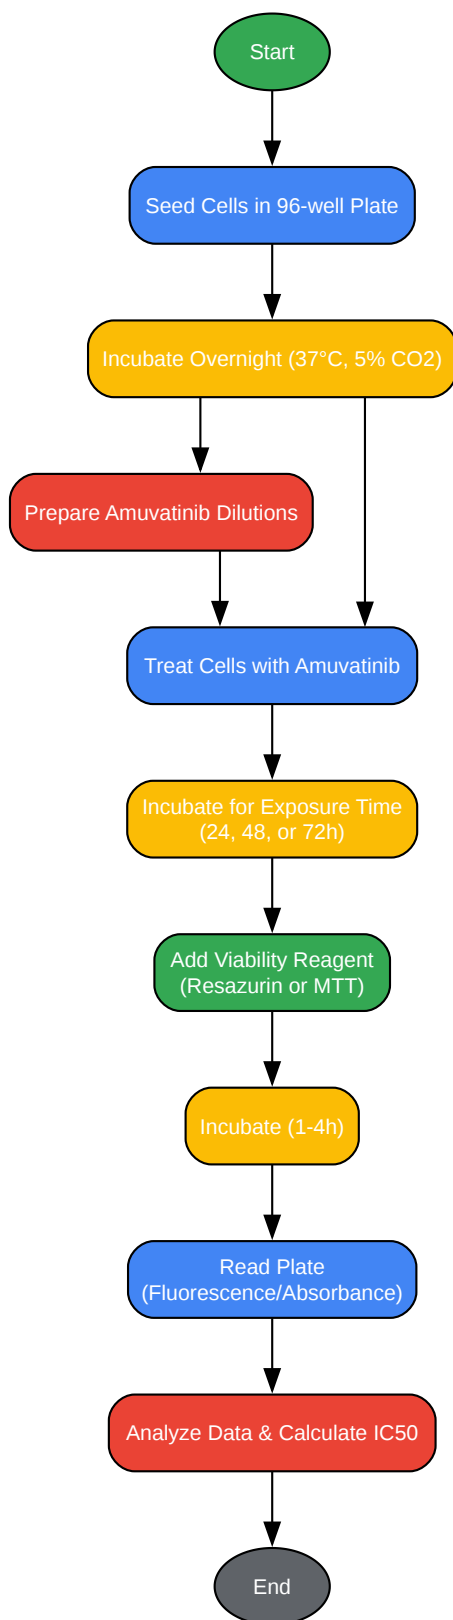 Start
Seed Cells in 96-well Plate
Incubate Overnight (37°C, 5% CO2)
Prepare Amuvatinib Dilutions
Treat Cells with Amuvatinib
Incubate for Exposure Time
(24, 48, or 72h)
Add Viability Reagent
(Resazurin or MTT)
Incubate (1-4h)
Read Plate
(Fluorescence/Absorbance)
Analyze Data & Calculate IC50
End